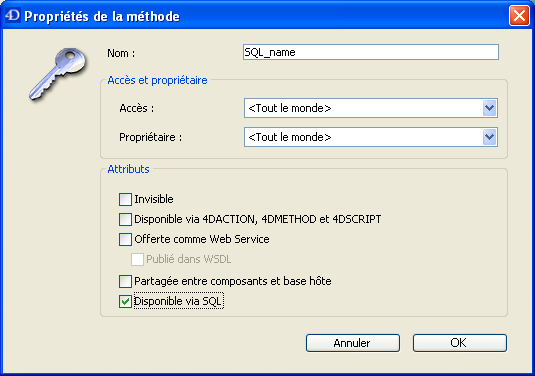 4D Propriétés de la méthode
Nom : SQL_name
Accès et propriétaire
Accès : <Tout le monde>
Propriétaire : <Tout le monde>
Attributs
Invisible
Disponible via 4DACTION, 4DMETHOD et 4DSCRIPT
Offerte comme Web Service
Publié dans WSDL
Partagée entre composants et base hôte
Disponible via SQL
Annuler OK